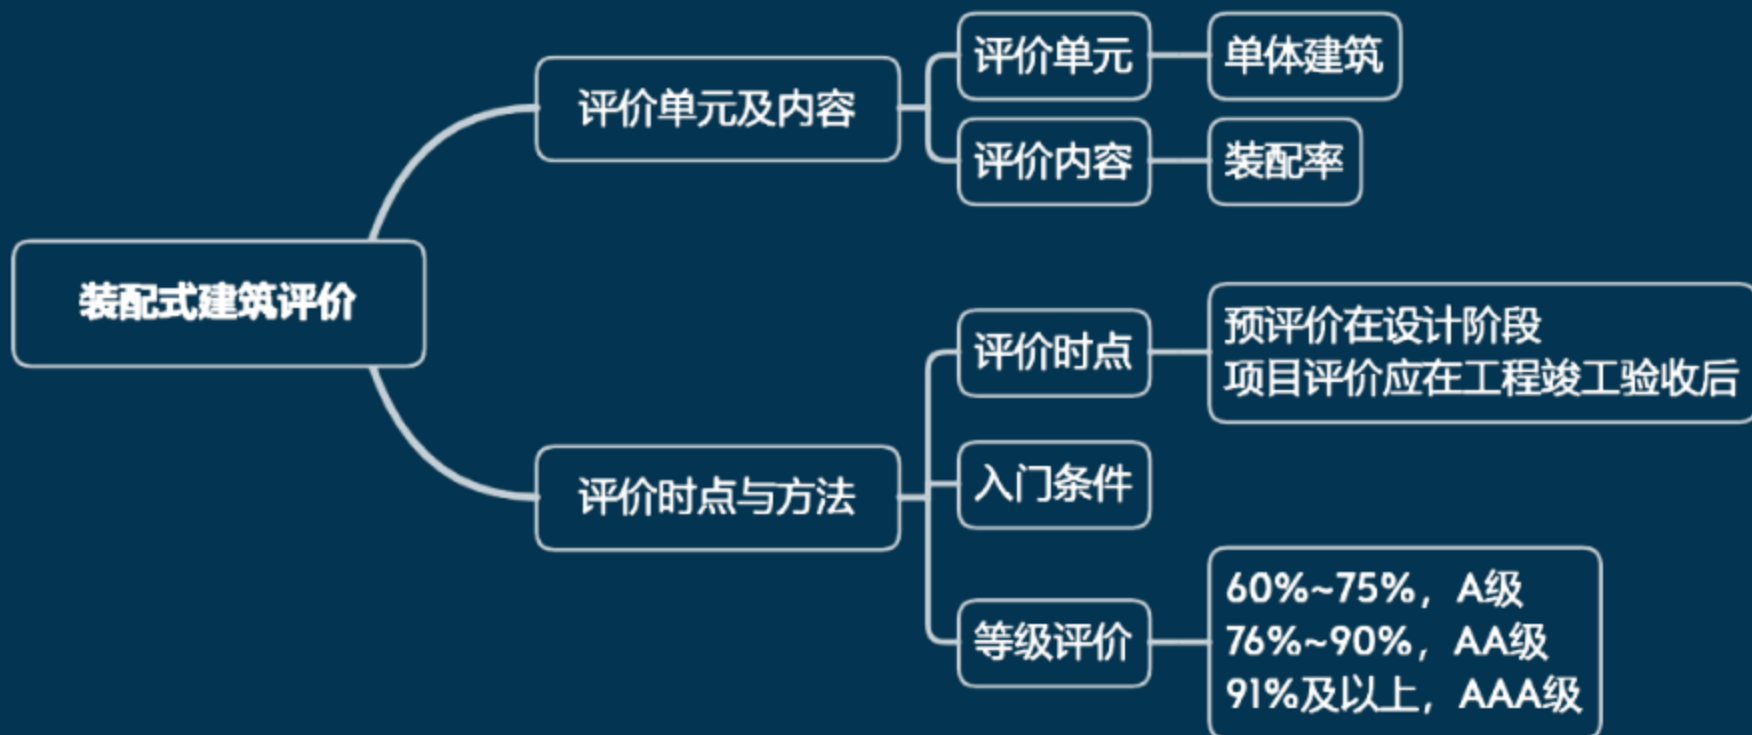 装配式建筑评价
评价单元及内容
评价单元
单体建筑
评价内容
装配率
评价时点与方法
评价时点
预评价在设计阶段
项目评价应在工程竣工验收后
入门条件
等级评价
60%~75%，A级
76%~90%，AA级
91%及以上，AAA级